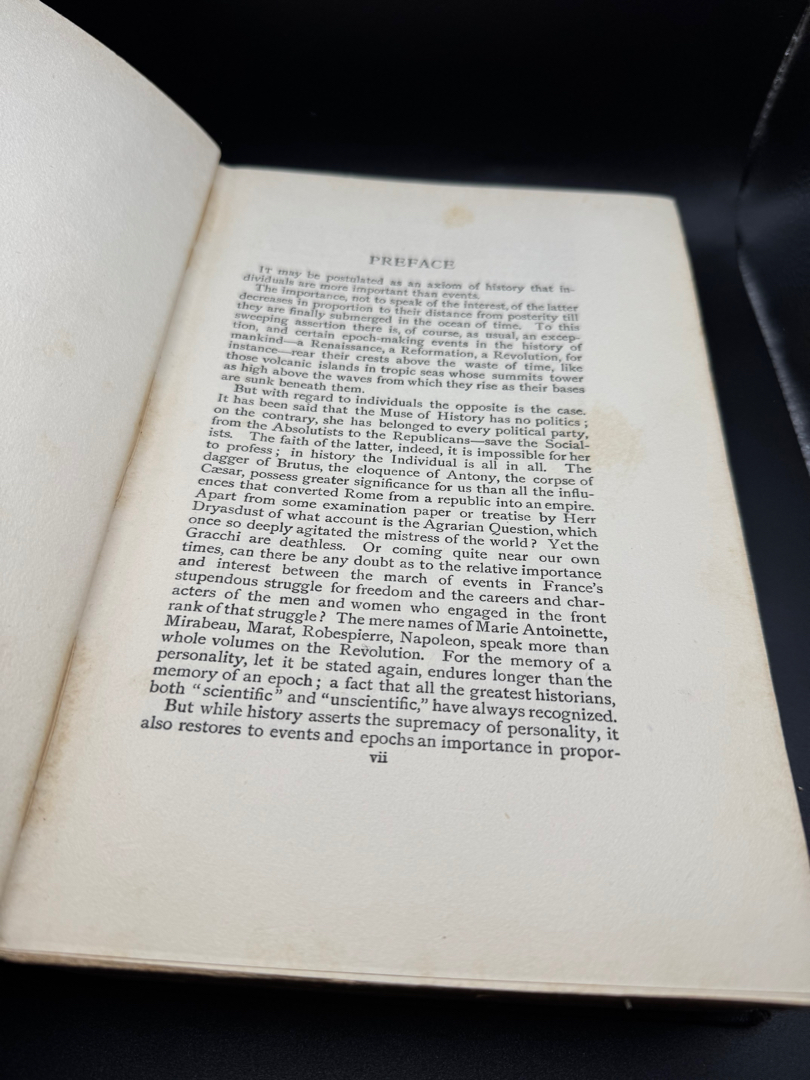 PREFACE
IT may be postulated as an axiom of history that in-
dividuals are more important than events.
The importance, not to speak of the interest, of the latter
decreases in proportion to their distance from posterity till
they are finally submerged in the ocean of time. To this
sweeping assertion there is, of course, as usual, an excep-
tion, and certain epoch-making events in the history of
mankind—a Renaissance, a Reformation, a Revolution, for
instance—rear their crests above the waste of time, like
those volcanic islands in tropic seas whose summits tower
as high above the waves from which they rise as their bases
are sunk beneath them.
But with regard to individuals the opposite is the case.
It has been said that the Muse of History has no politics;
on the contrary, she has belonged to every political party,
from the Absolutists to the Republicans—save the Social-
ists. The faith of the latter, indeed, it is impossible for her
to profess; in history the Individual is all in all. The
dagger of Brutus, the eloquence of Antony, the corpse of
Cæsar, possess greater significance for us than all the influ-
ences that converted Rome from a republic into an empire.
Apart from some examination paper or treatise by Herr
Dryasdust of what account is the Agrarian Question, which
once so deeply agitated the mistress of the world? Yet the
Gracchi are deathless. Or coming quite near our own
times, can there be any doubt as to the relative importance
and interest between the march of events in France's
stupendous struggle for freedom and the careers and char-
acters of the men and women who engaged in the front
rank of that struggle? The mere names of Marie Antoinette,
Mirabeau, Marat, Robespierre, Napoleon, speak more than
whole volumes on the Revolution. For the memory of a
personality, let it be stated again, endures longer than the
memory of an epoch; a fact that all the greatest historians,
both "scientific" and "unscientific," have always recognized.
But while history asserts the supremacy of personality, it
also restores to events and epochs an importance in propor-
vii